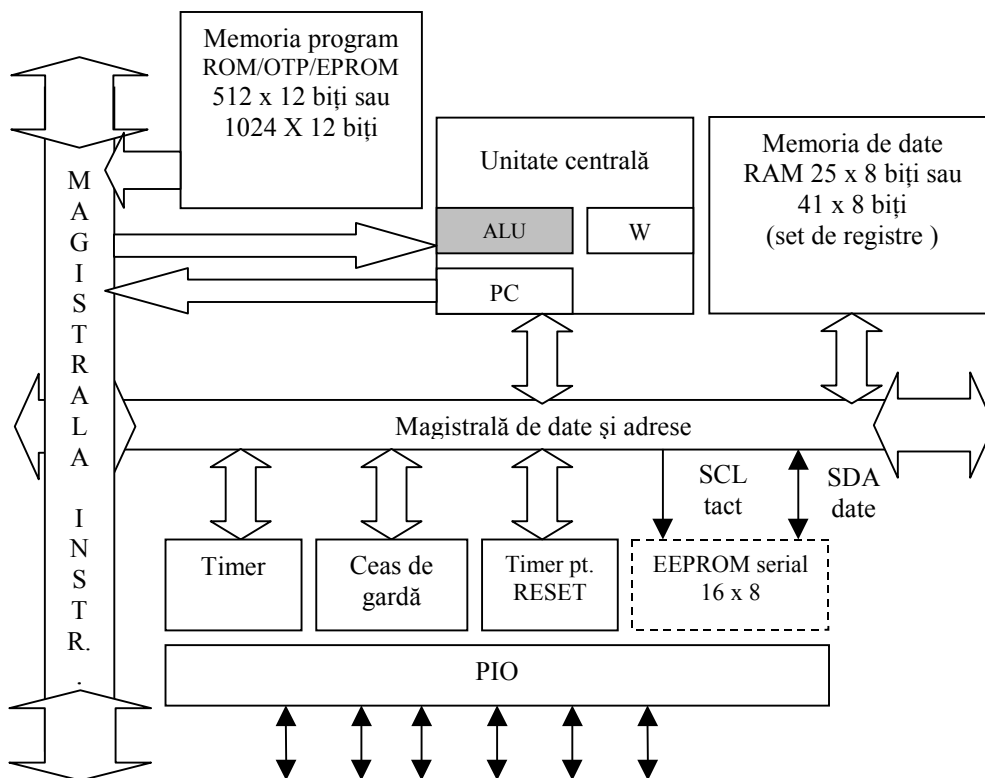 Memoria program
ROM/OTP/EPROM
512 x 12 biți sau
1024 X 12 biți
Unitate centrală
ALU
W
PC
Memoria de date
RAM 25 x 8 biți sau
41 x 8 biți
(set de registre )
MAGISTRALA INSTR. .
Magistrală de date și adrese
SCL
tact
SDA
date
Timer
Ceas de
gardă
Timer pt.
RESET
EEPROM serial
16 x 8
PIO